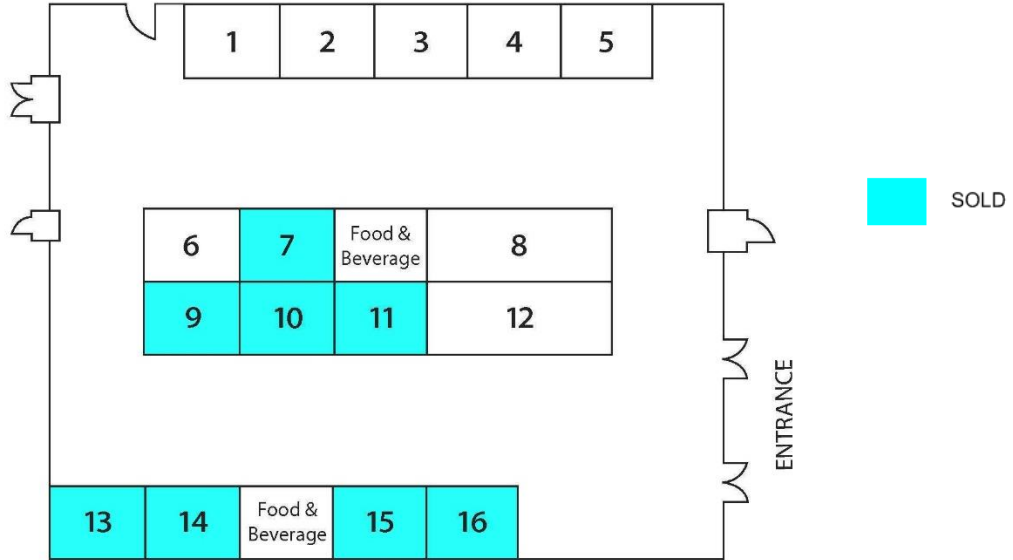 1 2 3 4 5
SOLD
6 7 Food &
Beverage 8
9 10 11 12
ENTRANCE
13 14 Food &
Beverage 15 16